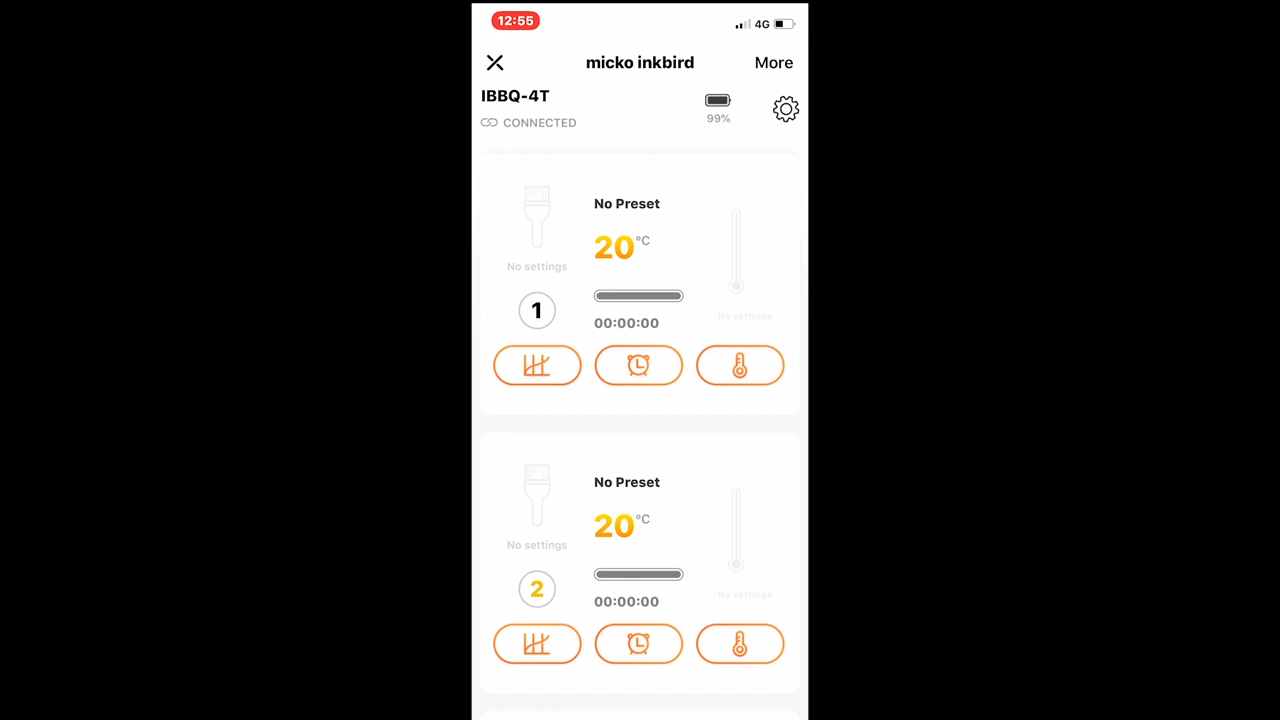 12:55
4G
micko inkbird
More
IBBQ-4T
CONNECTED
99%
No Preset
20°C
No settings
1
00:00:00
No settings
No Preset
20°C
No settings
2
00:00:00
No settings